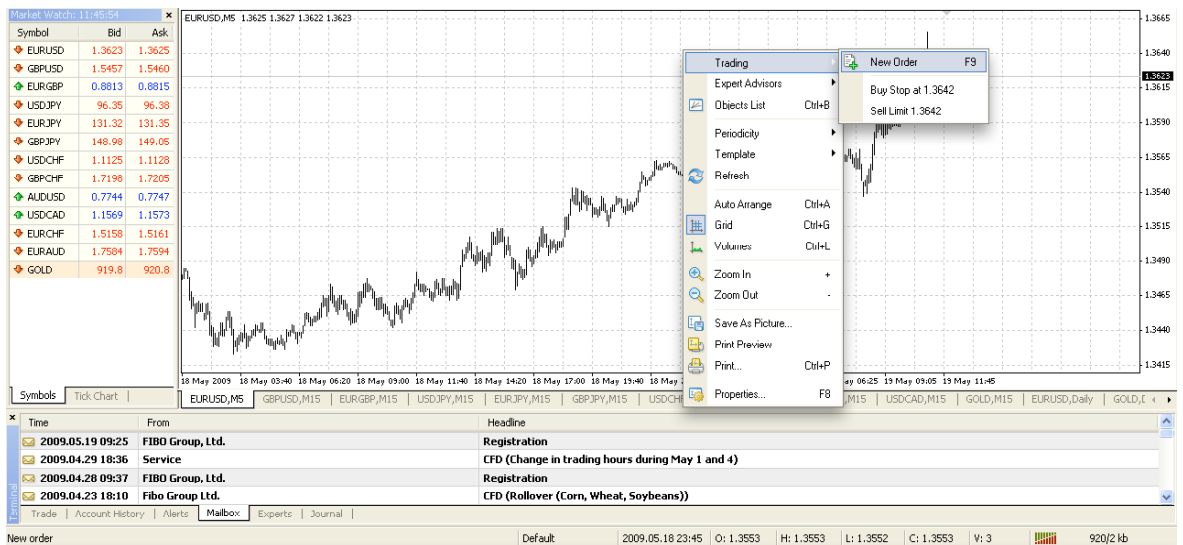 Market Watch: 11:45:54
Symbol Bid Ask
EURUSD 1.3623 1.3625
GBPUSD 1.5457 1.5460
EURGBP 0.8813 0.8815
USDJPY 96.35 96.38
EURJPY 131.32 131.35
GBPJPY 148.98 149.05
USDCHF 1.1125 1.1128
GBPCHF 1.7198 1.7205
AUDUSD 0.7744 0.7747
USDCAD 1.1569 1.1573
EURCHF 1.5158 1.5161
EURAUD 1.7584 1.7594
GOLD 919.8 920.8
Symbols Tick Chart
EURUSD,M5 1.3625 1.3627 1.3622 1.3623
Trading
Expert Advisors
Objects List Ctrl+B
Periodicity
Template
Refresh
Auto Arrange Ctrl+A
Grid Ctrl+G
Volumes Ctrl+L
Zoom In +
Zoom Out -
Save As Picture...
Print Preview
Print... Ctrl+P
Properties... F8
New Order F9
Buy Stop at 1.3642
Sell Limit 1.3642
1.3665
1.3640
1.3623
1.3615
1.3590
1.3565
1.3540
1.3515
1.3490
1.3465
1.3440
1.3415
18 May 2009 18 May 03:40 18 May 06:20 18 May 09:00 18 May 11:40 18 May 14:20 18 May 17:00 18 May 19:40 18 May ay 06:25 19 May 09:05 19 May 11:45
EURUSD,M5 GBPUSD,M15 EURGBP,M15 USDJPY,M15 EURJPY,M15 GBPJPY,M15 USDCH ,M15 USDCAD,M15 GOLD,M15 EURUSD,Daily GOLD,
Time From Headline
2009.05.19 09:25 FIBO Group, Ltd. Registration
2009.04.29 18:36 Service CFD (Change in trading hours during May 1 and 4)
2009.04.28 09:37 FIBO Group, Ltd. Registration
2009.04.23 18:10 Fibo Group Ltd. CFD (Rollover (Corn, Wheat, Soybeans))
Terminal
Trade Account History Alerts Mailbox Experts Journal
New order Default 2009.05.18 23:45 O: 1.3553 H: 1.3553 L: 1.3552 C: 1.3553 V: 3 920/2 kb